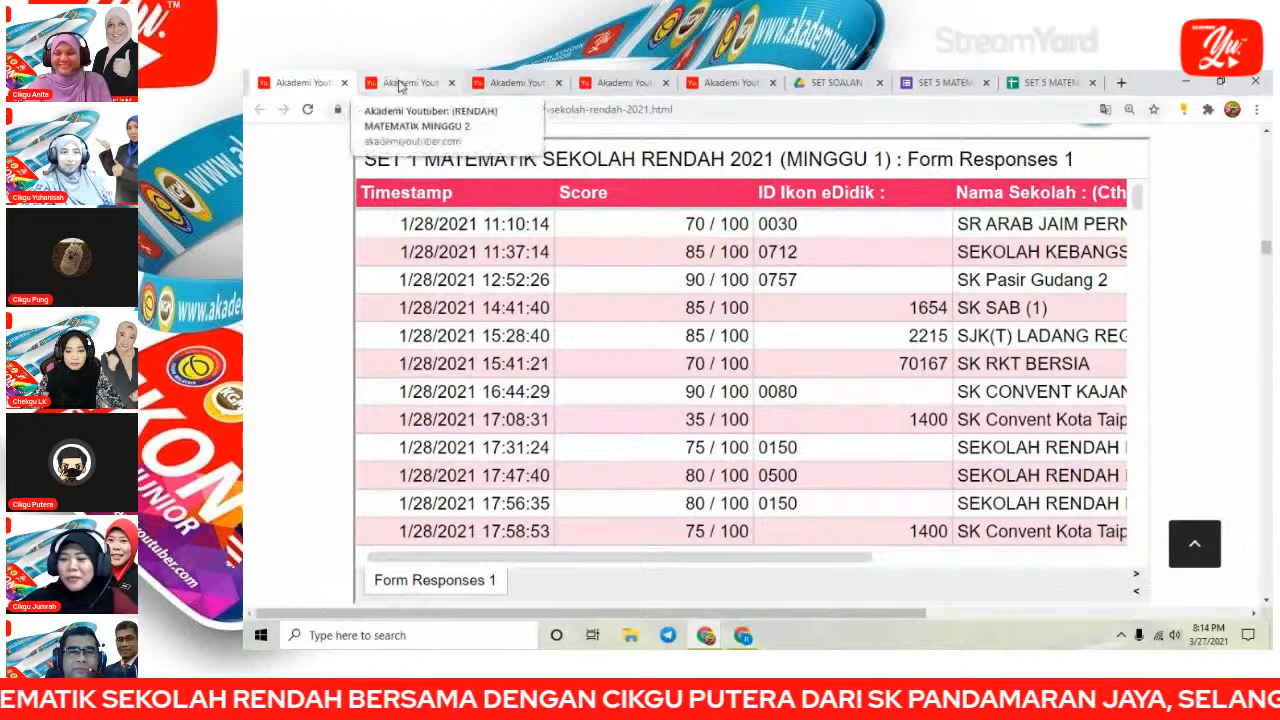 StreamYard
Yu.
Cikgu Anita
Cikgu Yuhanisah
Cikgu Pung
Chekgu LK
Cikgu Putera
Cikgu Jumrah
www.akademiyou
www.akadem
IKON
JUNIOR
youtuber.com
Akademi Yout
Akademi Yout
Akademi Yout
Akademi Yout
Akademi Yout
SET SOALAN
SET 5 MATEM
SET 5 MATEM
Akademi Youtuber: (RENDAH)
MATEMATIK MINGGU 2
akademiyoutuber.com
-sekolah-rendah-2021.html
SET 1 MATEMATIK SEKOLAH RENDAH 2021 (MINGGU 1) : Form Responses 1
Timestamp Score ID Ikon eDidik : Nama Sekolah : (Cth
1/28/2021 11:10:14 70 / 100 0030 SR ARAB JAIM PERN
1/28/2021 11:37:14 85 / 100 0712 SEKOLAH KEBANGS
1/28/2021 12:52:26 90 / 100 0757 SK Pasir Gudang 2
1/28/2021 14:41:40 85 / 100 1654 SK SAB (1)
1/28/2021 15:28:40 85 / 100 2215 SJK(T) LADANG REG
1/28/2021 15:41:21 70 / 100 70167 SK RKT BERSIA
1/28/2021 16:44:29 90 / 100 0080 SK CONVENT KAJAN
1/28/2021 17:08:31 35 / 100 1400 SK Convent Kota Taip
1/28/2021 17:31:24 75 / 100 0150 SEKOLAH RENDAH
1/28/2021 17:47:40 80 / 100 0500 SEKOLAH RENDAH
1/28/2021 17:56:35 80 / 100 0150 SEKOLAH RENDAH
1/28/2021 17:58:53 75 / 100 1400 SK Convent Kota Taip
Form Responses 1
Type here to search
8:14 PM
3/27/2021
EMATIK SEKOLAH RENDAH BERSAMA DENGAN CIKGU PUTERA DARI SK PANDAMARAN JAYA, SELANG